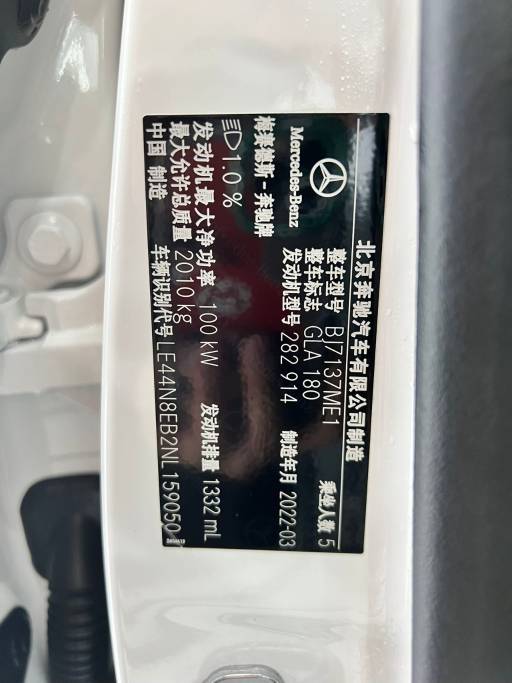 北京奔驰汽车有限公司制造
Mercedes-Benz
梅赛德斯-奔驰牌
整车型号 BJ7137ME1 乘坐人数 5
整车标志 GLA 180
发动机型号 282 914 制造年月 2022-03
1.0 %
发动机最大净功率 100 kW 发动机排量 1332 mL
最大允许总质量 2010 kg
中国 制造 车辆识别代号 LE44N8EB2NL159050